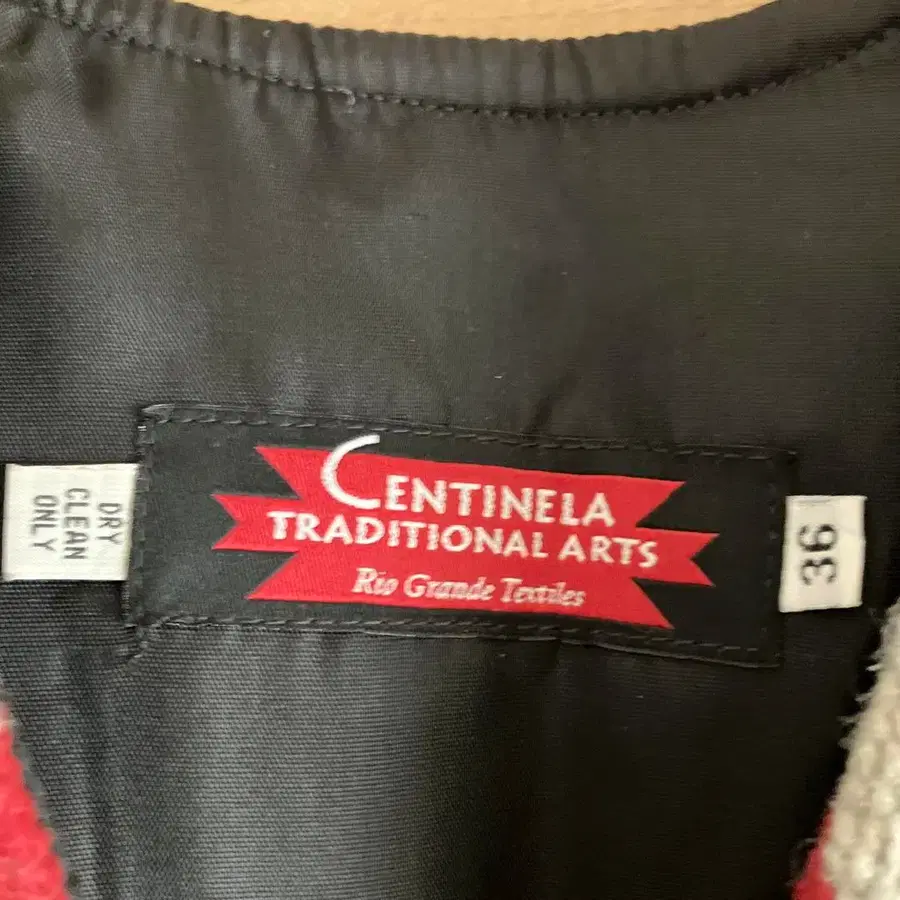 DRY
CLEAN
ONLY
CENTINELA
TRADITIONAL ARTS
Rio Grande Textiles
36